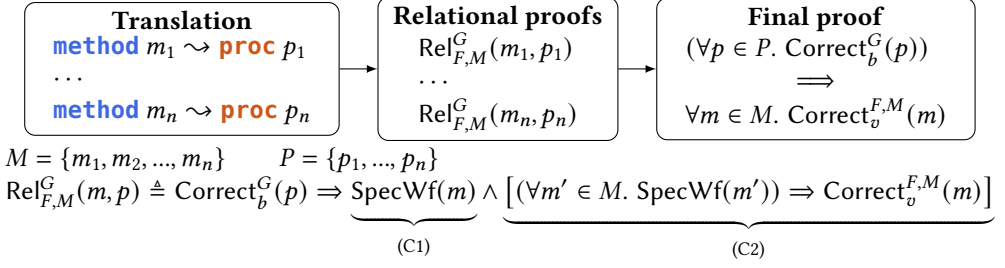 Translation
method m₁ ⇝ proc p₁
...
method mₙ ⇝ proc pₙ
Relational proofs
Rel^G_{F,M}(m₁, p₁)
...
Rel^G_{F,M}(mₙ, pₙ)
Final proof
(∀p ∈ P. Correct^G_b(p))
⟹
∀m ∈ M. Correct^{F,M}_v(m)
M = {m₁, m₂, ..., mₙ} P = {p₁, ..., pₙ}
Rel^G_{F,M}(m, p) ≜ Correct^G_b(p) ⇒ SpecWf(m) ∧ [(∀m′ ∈ M. SpecWf(m′)) ⇒ Correct^{F,M}_v(m)]
(C1) (C2)